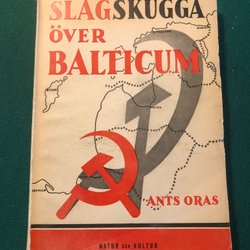 SLAGSKUGGA
ÖVER
BALTICUM
ANTS ORAS
NATUR OCH KULTUR